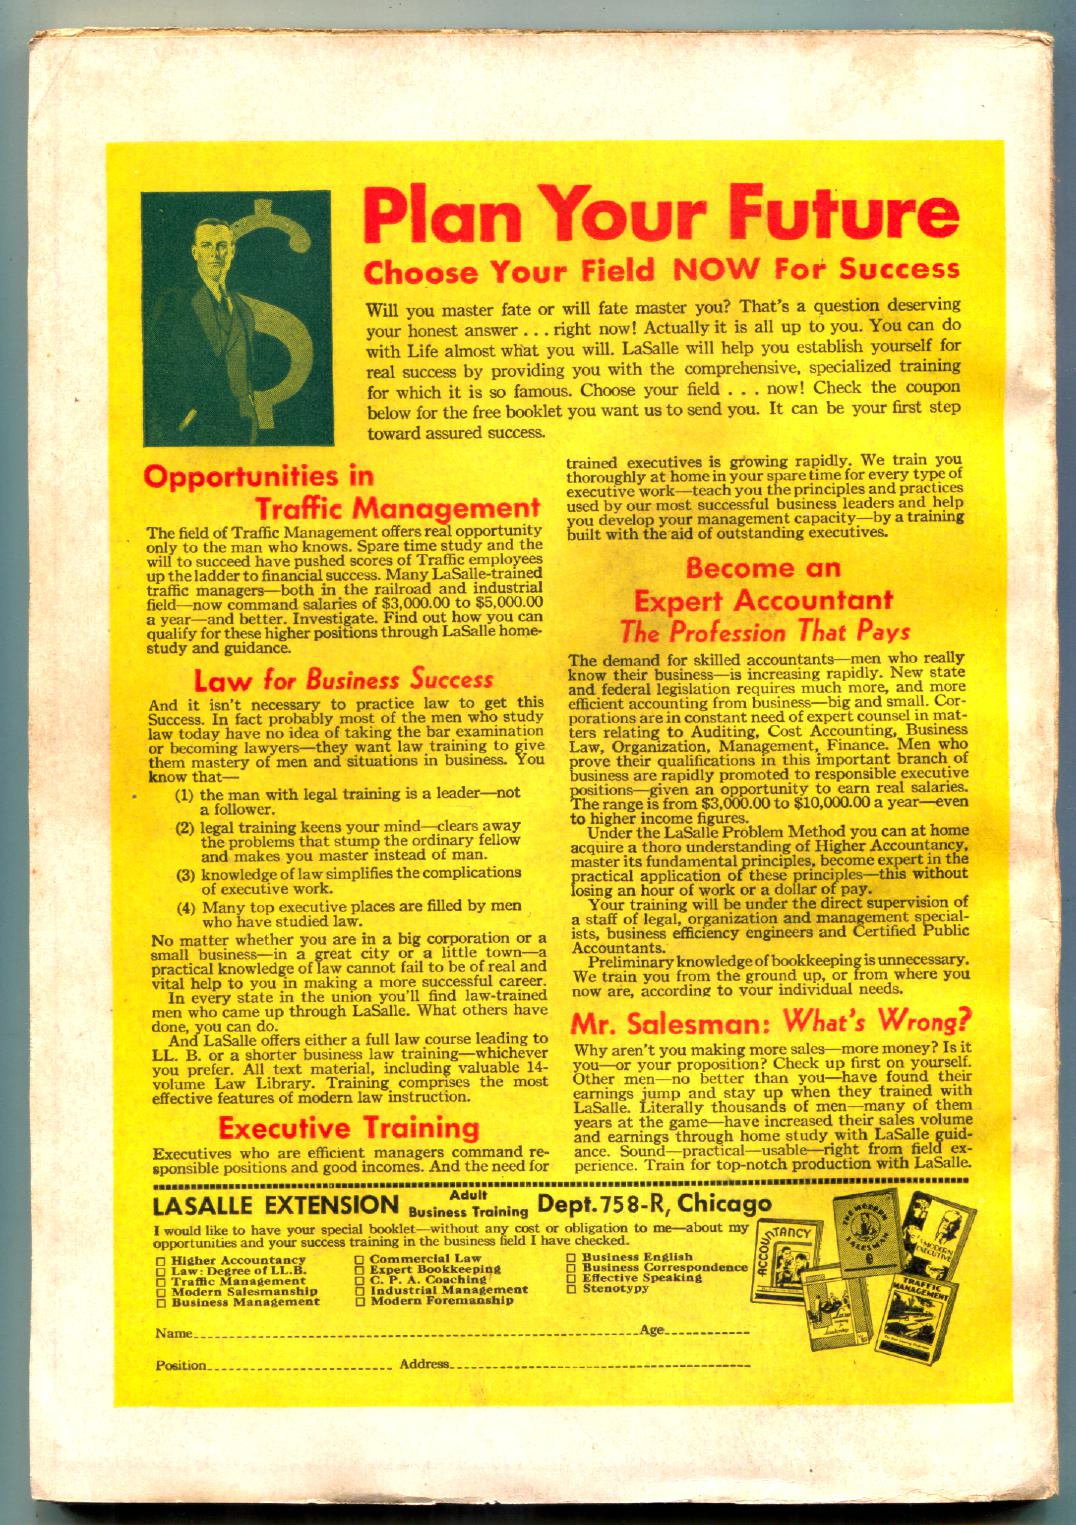 Plan Your Future
Choose Your Field NOW For Success
Will you master fate or will fate master you? That's a question deserving
your honest answer . . . right now! Actually it is all up to you. You can do
with Life almost what you will. LaSalle will help you establish yourself for
real success by providing you with the comprehensive, specialized training
for which it is so famous. Choose your field . . . now! Check the coupon
below for the free booklet you want us to send you. It can be your first step
toward assured success.
Opportunities in
Traffic Management
The field of Traffic Management offers real opportunity
only to the man who knows. Spare time study and the
will to succeed have pushed scores of Traffic employees
up the ladder to financial success. Many LaSalle-trained
traffic managers—both in the railroad and industrial
field—now command salaries of $3,000.00 to $5,000.00
a year—and better. Investigate. Find out how you can
qualify for these higher positions through LaSalle home-
study and guidance.
Law for Business Success
And it isn't necessary to practice law to get this
Success. In fact probably most of the men who study
law today have no idea of taking the bar examination
or becoming lawyers—they want law training to give
them mastery of men and situations in business. You
know that—
(1) the man with legal training is a leader—not
a follower.
(2) legal training keens your mind—clears away
the problems that stump the ordinary fellow
and makes you master instead of man.
(3) knowledge of law simplifies the complications
of executive work.
(4) Many top executive places are filled by men
who have studied law.
No matter whether you are in a big corporation or a
small business—in a great city or a little town—a
practical knowledge of law cannot fail to be of real and
vital help to you in making a more successful career.
In every state in the union you'll find law-trained
men who came up through LaSalle. What others have
done, you can do.
And LaSalle offers either a full law course leading to
LL. B. or a shorter business law training—whichever
you prefer. All text material, including valuable 14-
volume Law Library. Training comprises the most
effective features of modern law instruction.
Executive Training
Executives who are efficient managers command re-
sponsible positions and good incomes. And the need for
trained executives is growing rapidly. We train you
thoroughly at home in your spare time for every type of
executive work—teach you the principles and practices
used by our most successful business leaders and help
you develop your management capacity—by a training
built with the aid of outstanding executives.
Become an
Expert Accountant
The Profession That Pays
The demand for skilled accountants—men who really
know their business—is increasing rapidly. New state
and federal legislation requires much more, and more
efficient accounting from business—big and small. Cor-
porations are in constant need of expert counsel in mat-
ters relating to Auditing, Cost Accounting, Business
Law, Organization, Management, Finance. Men who
prove their qualifications in this important branch of
business are rapidly promoted to responsible executive
positions—given an opportunity to earn real salaries.
The range is from $3,000.00 to $10,000.00 a year—even
to higher income figures.
Under the LaSalle Problem Method you can at home
acquire a thoro understanding of Higher Accountancy,
master its fundamental principles, become expert in the
practical application of these principles—this without
losing an hour of work or a dollar of pay.
Your training will be under the direct supervision of
a staff of legal, organization and management special-
ists, business efficiency engineers and Certified Public
Accountants.
Preliminary knowledge of bookkeeping is unnecessary.
We train you from the ground up, or from where you
now are, according to your individual needs.
Mr. Salesman: What's Wrong?
Why aren't you making more sales—more money? Is it
you—or your proposition? Check up first on yourself.
Other men—no better than you—have found their
earnings jump and stay up when they trained with
LaSalle. Literally thousands of men—many of them
years at the game—have increased their sales volume
and earnings through home study with LaSalle guid-
ance. Sound—practical—usable—right from field ex-
perience. Train for top-notch production with LaSalle.
LASALLE EXTENSION Adult Business Training Dept. 758-R, Chicago
I would like to have your special booklet—without any cost or obligation to me—about my
opportunities and your success training in the business field I have checked.
☐ Higher Accountancy
☐ Law: Degree of LL.B.
☐ Traffic Management
☐ Modern Salesmanship
☐ Business Management
☐ Commercial Law
☐ Expert Bookkeeping
☐ C. P. A. Coaching
☐ Industrial Management
☐ Modern Foremanship
☐ Business English
☐ Business Correspondence
☐ Effective Speaking
☐ Stenotypy
Name Age
Position Address
ACCOUNTANCY
THE MODERN
SALESMAN
MODERN
EXECUTIVE
TRAFFIC
MANAGEMENT